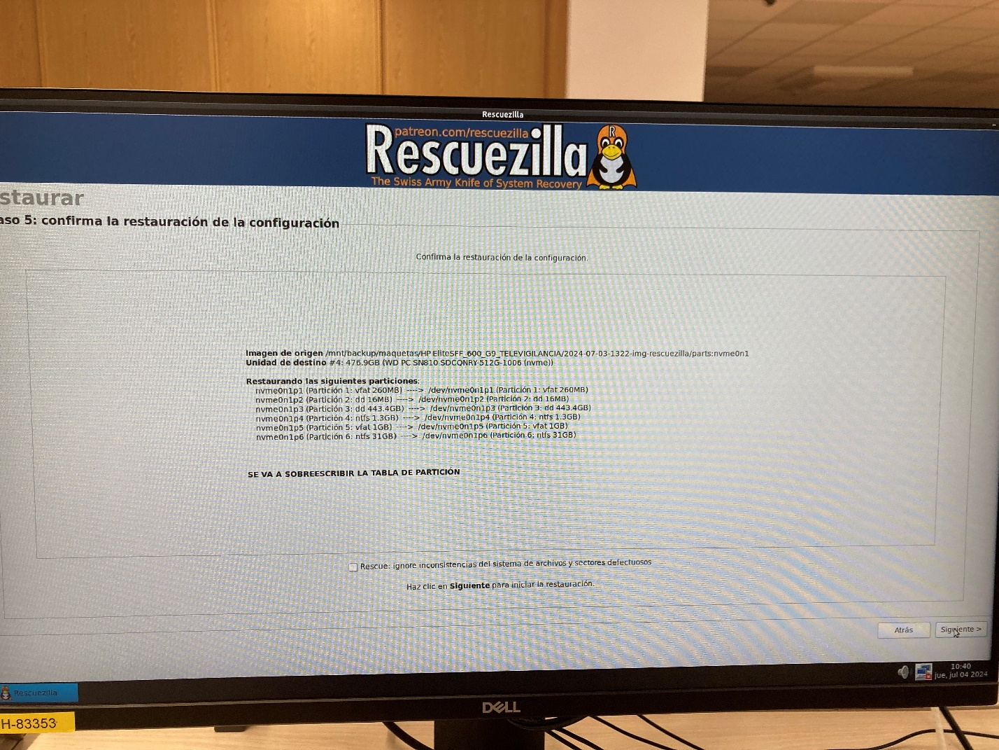 Rescuezilla
patreon.com/rescuezilla
Rescuezilla
R
The Swiss Army Knife of System Recovery
staurar
aso 5: confirma la restauración de la configuración
Confirma la restauración de la configuración.
Imagen de origen /mnt/backup/maquetas/HP EliteSFF_600_G9_TELEVIGILANCIA/2024-07-03-1322-img-rescuezilla/parts:nvme0n1
Unidad de destino #4: 476.9GB (WD PC SN810 SDCQNRY-512G-1006 (nvme))
Restaurando las siguientes particiones:
nvme0n1p1 (Partición 1: vfat 260MB) ----> /dev/nvme0n1p1 (Partición 1: vfat 260MB)
nvme0n1p2 (Partición 2: dd 16MB) ----> /dev/nvme0n1p2 (Partición 2: dd 16MB)
nvme0n1p3 (Partición 3: dd 443.4GB) ----> /dev/nvme0n1p3 (Partición 3: dd 443.4GB)
nvme0n1p4 (Partición 4: ntfs 1.3GB) ----> /dev/nvme0n1p4 (Partición 4: ntfs 1.3GB)
nvme0n1p5 (Partición 5: vfat 1GB) ----> /dev/nvme0n1p5 (Partición 5: vfat 1GB)
nvme0n1p6 (Partición 6: ntfs 31GB) ----> /dev/nvme0n1p6 (Partición 6: ntfs 31GB)
SE VA A SOBREESCRIBIR LA TABLA DE PARTICIÓN
Rescue: ignore inconsistencias del sistema de archivos y sectores defectuosos
Haz clic en Siguiente para iniciar la restauración.
Atrás
Siguiente >
10:40
jue, jul 04 2024
Rescuezilla
DELL
H-83353